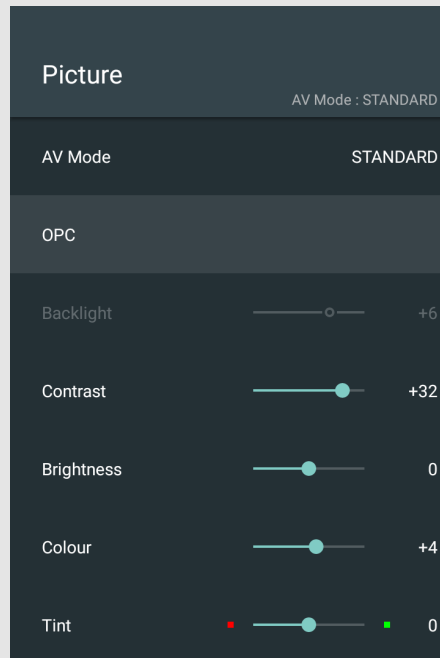 Picture
AV Mode : STANDARD
AV Mode STANDARD
OPC
Backlight +6
Contrast +32
Brightness 0
Colour +4
Tint 0